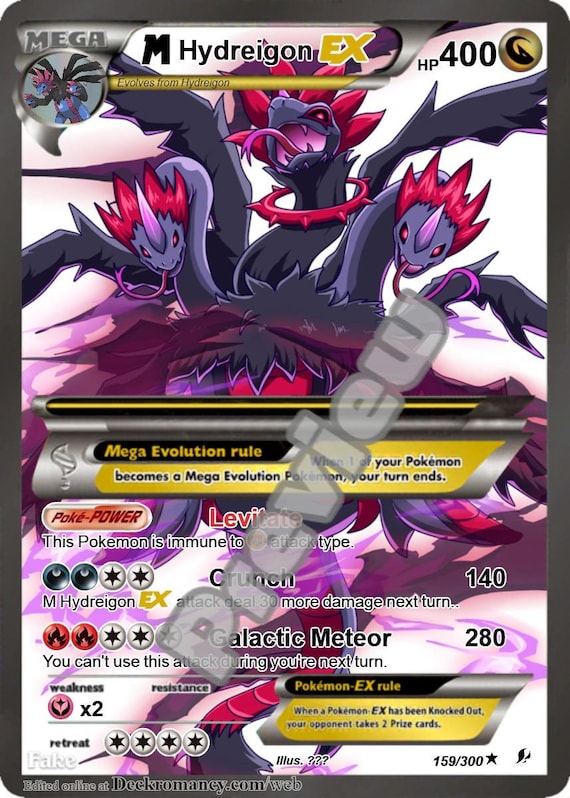 MEGA
M Hydreigon EX
HP400
Evolves from Hydreigon
Mega Evolution rule
When 1 of your Pokémon
becomes a Mega Evolution Pokémon, your turn ends.
Poké-POWER Levitate
This Pokemon is immune to attack type.
Crunch 140
M Hydreigon EX attack deal 30 more damage next turn..
Galactic Meteor 280
You can't use this attack during you're next turn.
weakness resistance
x2
Pokémon-EX rule
When a Pokémon-EX has been Knocked Out,
your opponent takes 2 Prize cards.
retreat
Fake
Illus. ???
159/300
Edited online at Deckromancy.com/web
Preview